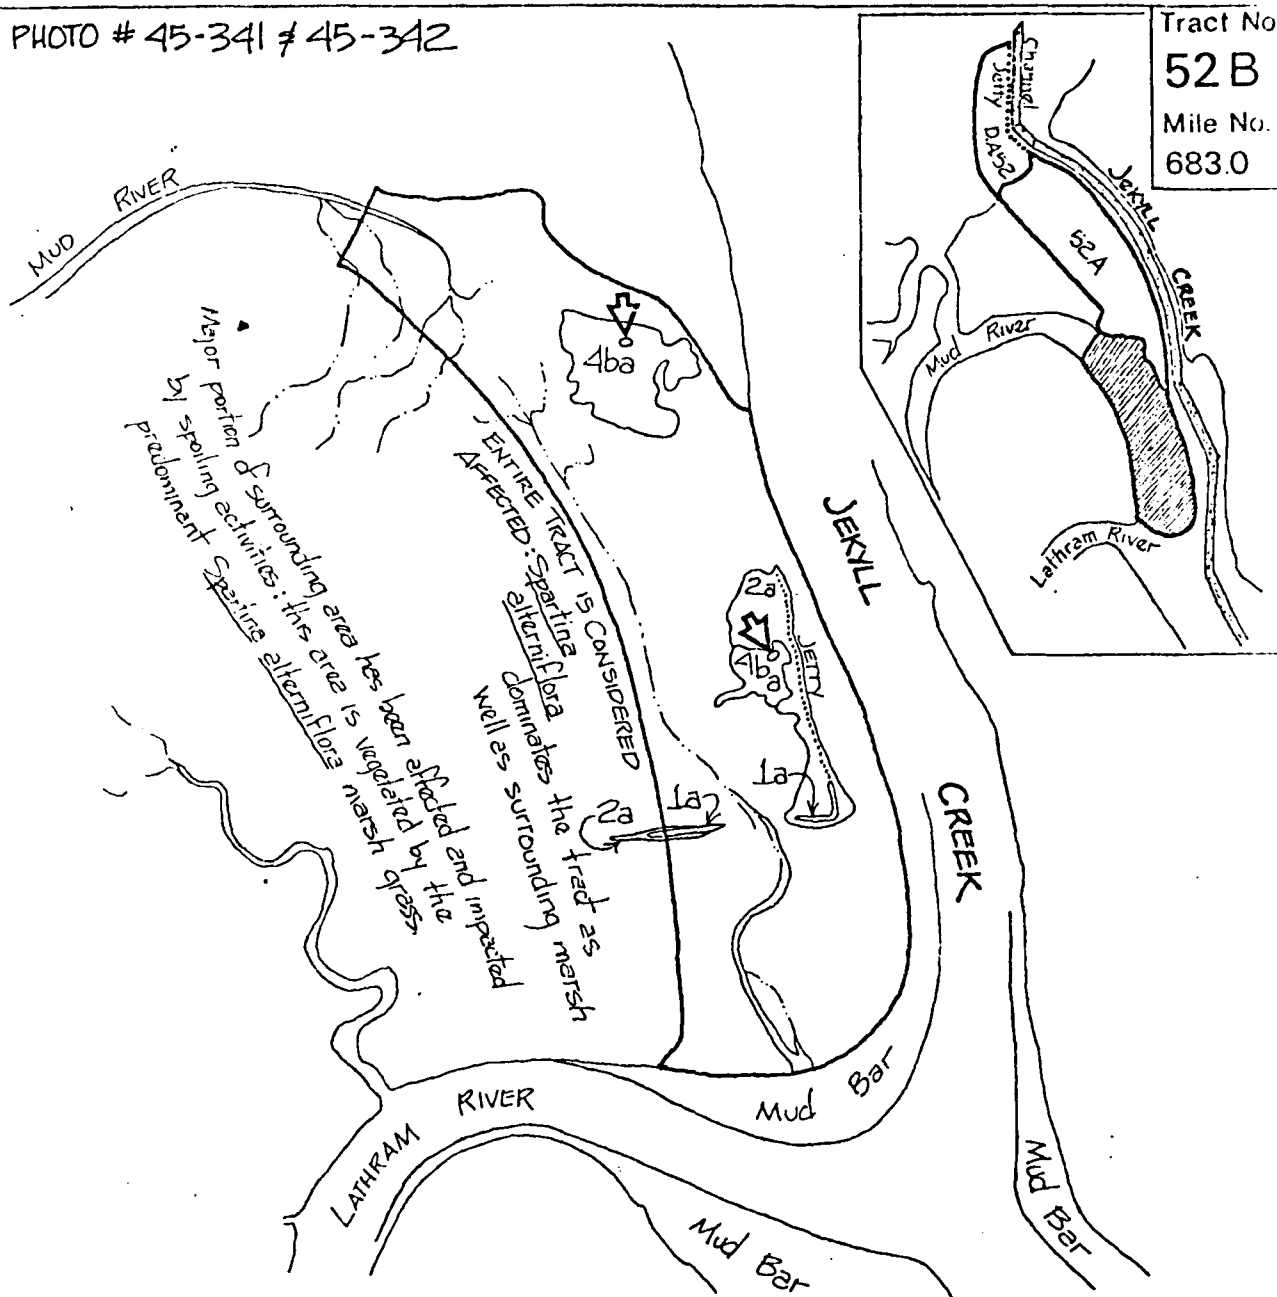 PHOTO # 45-341 & 45-342
Tract No
52 B
Mile No.
683.0
Channel
Jetty
D.A 52
JEKYLL
CREEK
52A
Mud River
Lathram River
MUD RIVER
4ba
Major portion of surrounding area has been affected and impacted
by spoiling activities: this area is vegetated by the
predominant Spartina alterniflora marsh grass.
ENTIRE TRACT IS CONSIDERED
AFFECTED: Spartina
alterniflora
dominates the tract as
well as surrounding marsh
JEKYLL
CREEK
2a
4ba
Jetty
1a
2a
1a
LATHRAM RIVER
Mud Bar
Mud Bar
Mud Bar